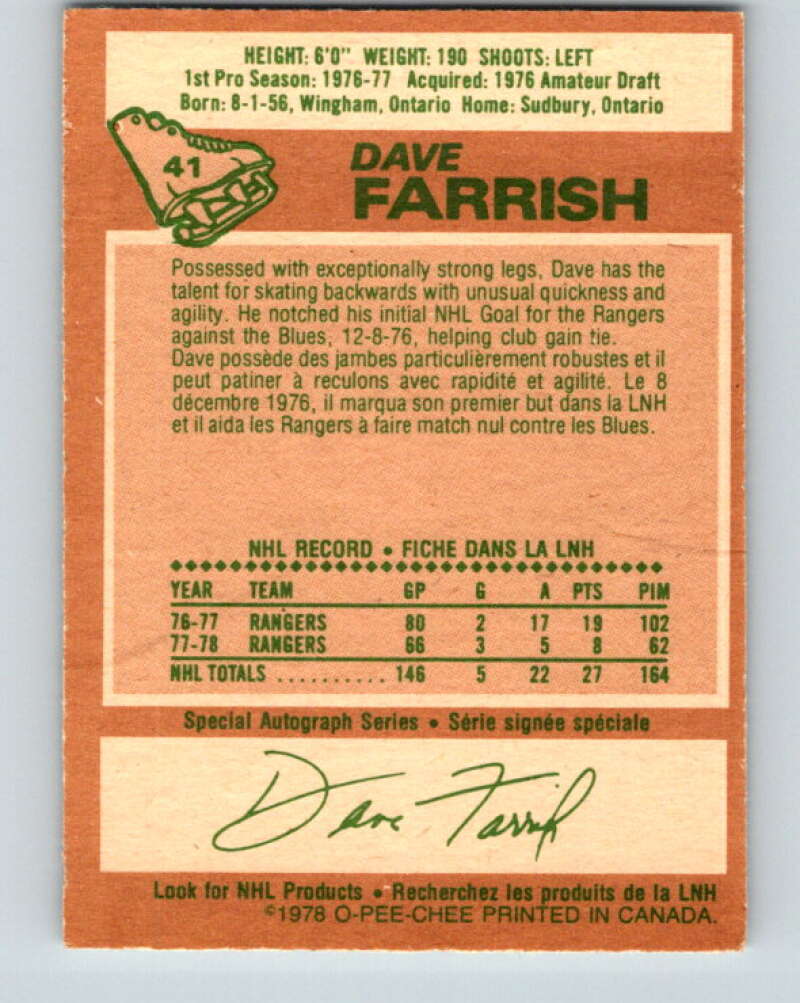 HEIGHT: 6'0" WEIGHT: 190 SHOOTS: LEFT
1st Pro Season: 1976-77 Acquired: 1976 Amateur Draft
Born: 8-1-56, Wingham, Ontario Home: Sudbury, Ontario
41
DAVE
FARRISH
Possessed with exceptionally strong legs, Dave has the
talent for skating backwards with unusual quickness and
agility. He notched his initial NHL Goal for the Rangers
against the Blues, 12-8-76, helping club gain tie.
Dave possède des jambes particulièrement robustes et il
peut patiner à reculons avec rapidité et agilité. Le 8
décembre 1976, il marqua son premier but dans la LNH
et il aida les Rangers à faire match nul contre les Blues.
NHL RECORD • FICHE DANS LA LNH
YEAR TEAM GP G A PTS PIM
76-77 RANGERS 80 2 17 19 102
77-78 RANGERS 66 3 5 8 62
NHL TOTALS .......... 146 5 22 27 164
Special Autograph Series • Série signée spéciale
Dave Farrish
Look for NHL Products • Recherchez les produits de la LNH
©1978 O-PEE-CHEE PRINTED IN CANADA.